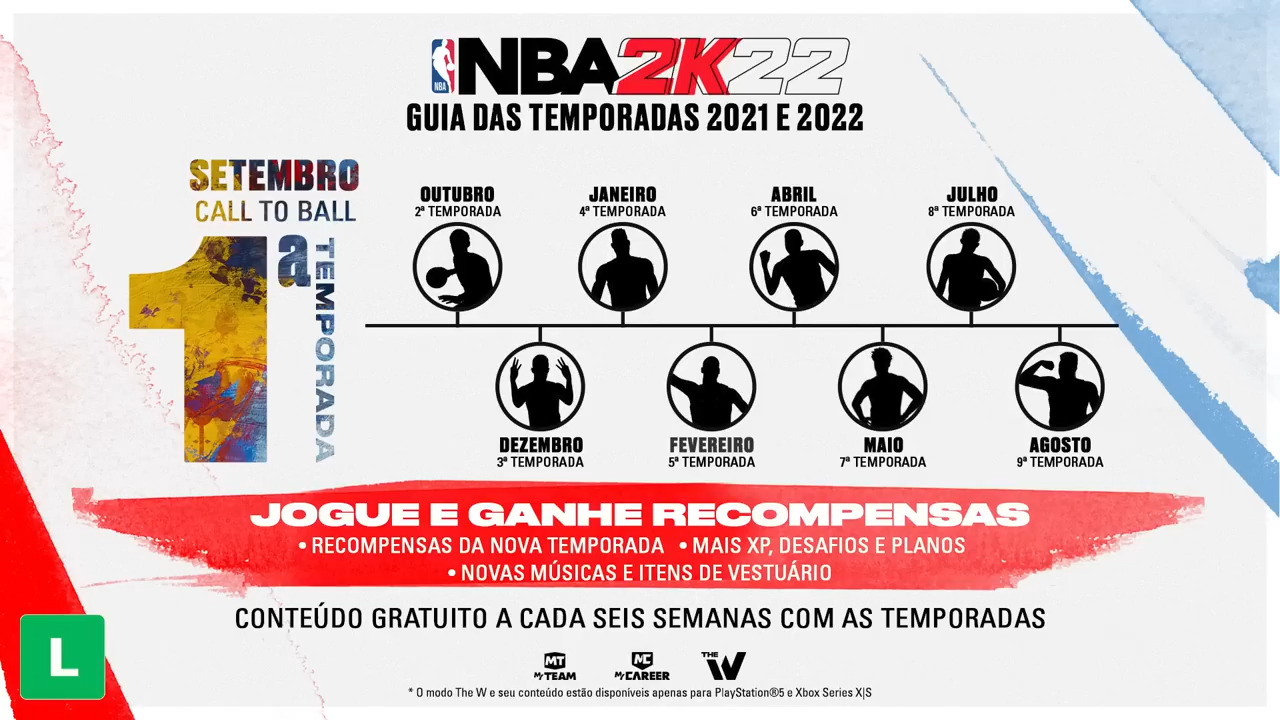 NBA 2K22
NBA
GUIA DAS TEMPORADAS 2021 E 2022
SETEMBRO
CALL TO BALL
1ª TEMPORADA
OUTUBRO
2ª TEMPORADA
JANEIRO
4ª TEMPORADA
ABRIL
6ª TEMPORADA
JULHO
8ª TEMPORADA
DEZEMBRO
3ª TEMPORADA
FEVEREIRO
5ª TEMPORADA
MAIO
7ª TEMPORADA
AGOSTO
9ª TEMPORADA
JOGUE E GANHE RECOMPENSAS
• RECOMPENSAS DA NOVA TEMPORADA • MAIS XP, DESAFIOS E PLANOS
• NOVAS MÚSICAS E ITENS DE VESTUÁRIO
CONTEÚDO GRATUITO A CADA SEIS SEMANAS COM AS TEMPORADAS
L
MT
MyTEAM
MC
MyCAREER
THE W
* O modo The W e seu conteúdo estão disponíveis apenas para PlayStation®5 e Xbox Series X|S